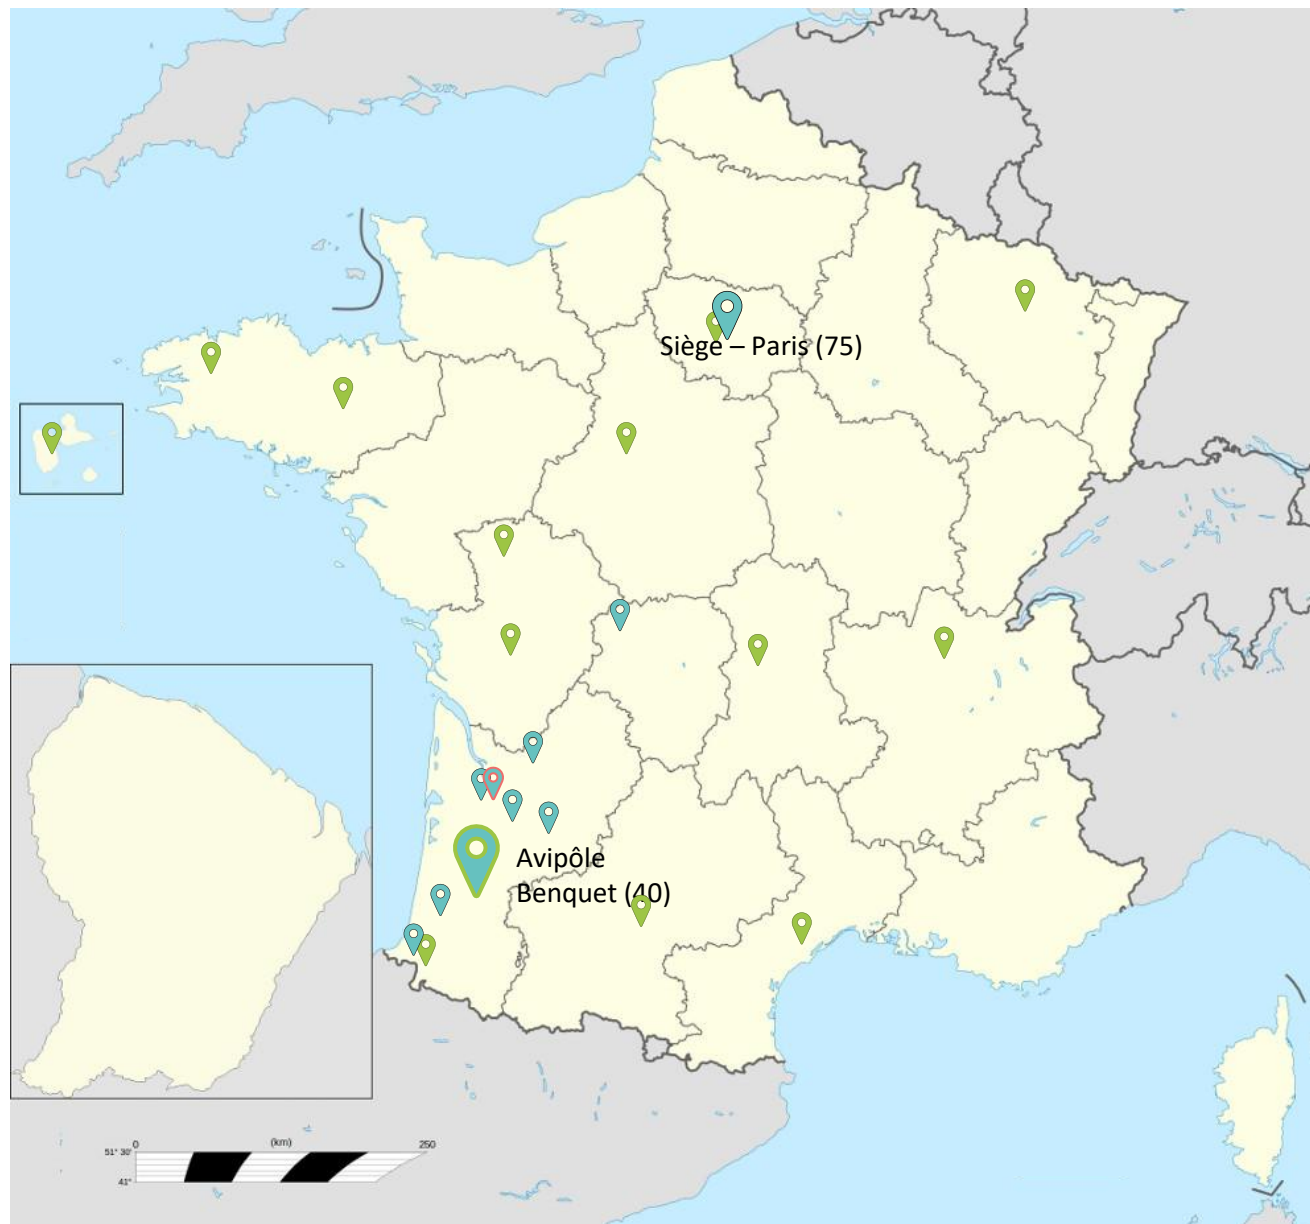 Siège – Paris (75)
Avipôle
Benquet (40)
0 (km) 250
51° 30'
41°